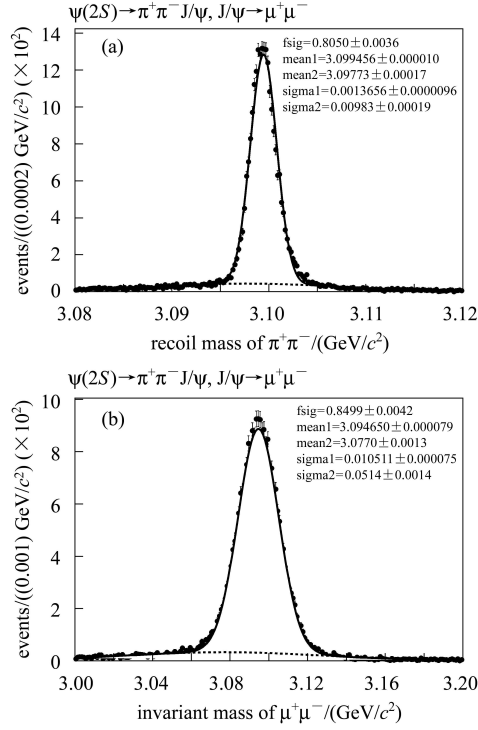 ψ(2S)→π⁺π⁻J/ψ, J/ψ→μ⁺μ⁻
(a)
fsig=0.8050±0.0036
mean1=3.099456±0.000010
mean2=3.09773±0.00017
sigma1=0.0013656±0.0000096
sigma2=0.00983±0.00019
events/((0.0002) GeV/c²) (×10²)
14
12
10
8
6
4
2
0
3.08 3.09 3.10 3.11 3.12
recoil mass of π⁺π⁻/(GeV/c²)
ψ(2S)→π⁺π⁻J/ψ, J/ψ→μ⁺μ⁻
(b)
fsig=0.8499±0.0042
mean1=3.094650±0.000079
mean2=3.0770±0.0013
sigma1=0.010511±0.000075
sigma2=0.0514±0.0014
events/((0.001) GeV/c²) (×10²)
10
8
6
4
2
0
3.00 3.04 3.08 3.12 3.16 3.20
invariant mass of μ⁺μ⁻/(GeV/c²)